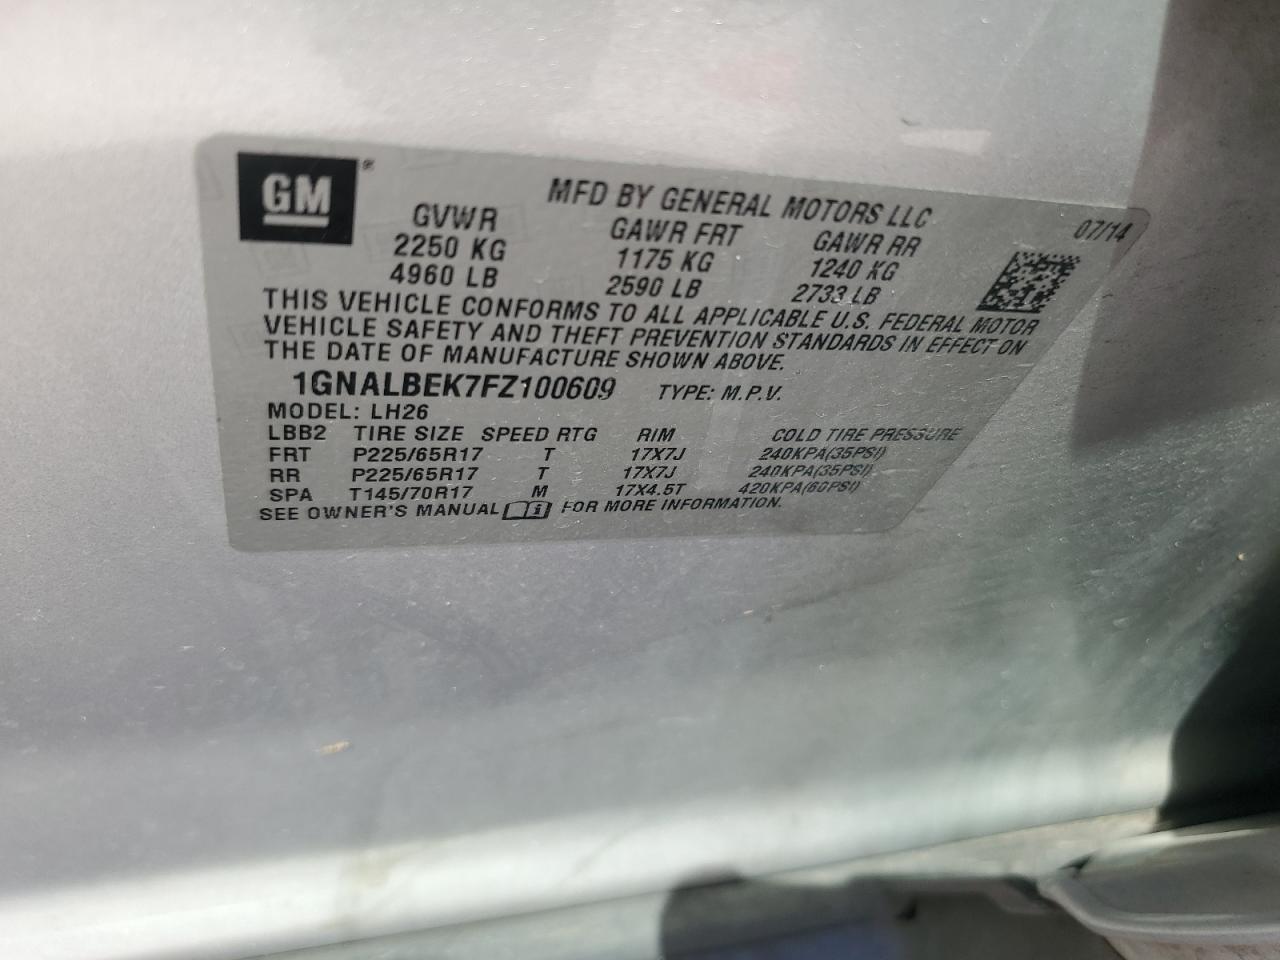 GM ® MFD BY GENERAL MOTORS LLC 07/14
GVWR GAWR FRT GAWR RR
2250 KG 1175 KG 1240 KG
4960 LB 2590 LB 2733 LB
THIS VEHICLE CONFORMS TO ALL APPLICABLE U.S. FEDERAL MOTOR
VEHICLE SAFETY AND THEFT PREVENTION STANDARDS IN EFFECT ON
THE DATE OF MANUFACTURE SHOWN ABOVE.
1GNALBEK7FZ100609 TYPE: M.P.V.
MODEL: LH26
LBB2 TIRE SIZE SPEED RTG RIM COLD TIRE PRESSURE
FRT P225/65R17 T 17X7J 240KPA(35PSI)
RR P225/65R17 T 17X7J 240KPA(35PSI)
SPA T145/70R17 M 17X4.5T 420KPA(60PSI)
SEE OWNER'S MANUAL i FOR MORE INFORMATION.